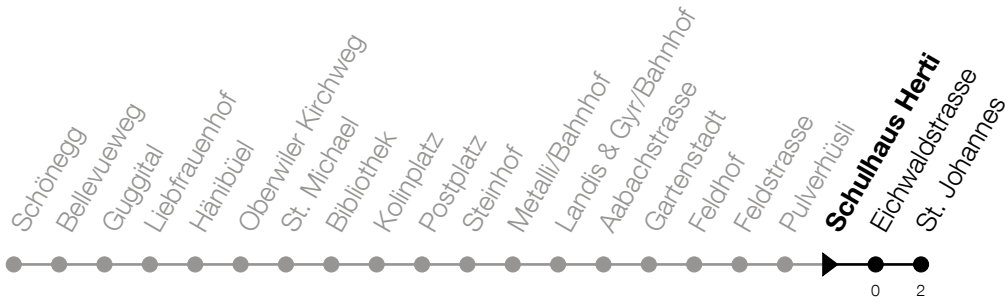 Schönegg
Bellevueweg
Guggital
Liebfrauenhof
Hänibüel
Oberwiler Kirchweg
St. Michael
Bibliothek
Kolinplatz
Postplatz
Steinhof
Metalli/Bahnhof
Landis & Gyr/Bahnhof
Aabachstrasse
Gartenstadt
Feldhof
Feldstrasse
Pulverhüsli
Schulhaus Herti
Eichwaldstrasse
St. Johannes
0
2